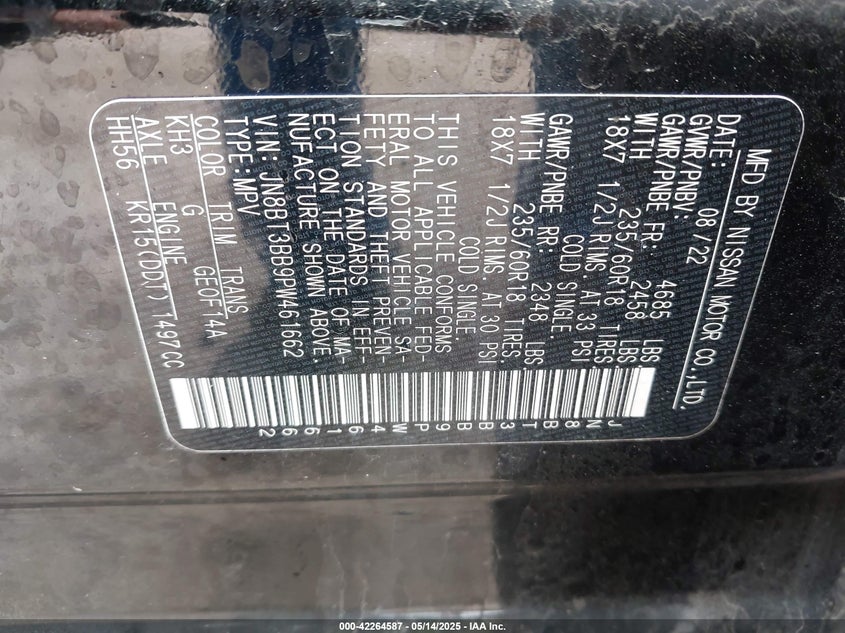 MFD BY NISSAN MOTOR CO.,LTD.
DATE: 08/22
GVWR/PNBV: 4685 LBS.
GAWR/PNBE FR: 2458 LBS.
WITH 235/60R18 TIRES
18X7 1/2J RIMS AT 33 PSI
COLD SINGLE.
GAWR/PNBE RR: 2348 LBS.
WITH 235/60R18 TIRES
18X7 1/2J RIMS AT 30 PSI
COLD SINGLE.
THIS VEHICLE CONFORMS
TO ALL APPLICABLE FED-
ERAL MOTOR VEHICLE SA-
FETY AND THEFT PREVEN-
TION STANDARDS IN EFF-
ECT ON THE DATE OF MA-
NUFACTURE SHOWN ABOVE.
VIN: JN8BT3BB9PW461662
TYPE: MPV
COLOR TRIM TRANS
KH3 G GE0F14A
AXLE ENGINE
HH56 KR15(DDT) 1497CC
JN8BT3BB9PW461662
000-42264587 - 05/14/2025 - IAA Inc.